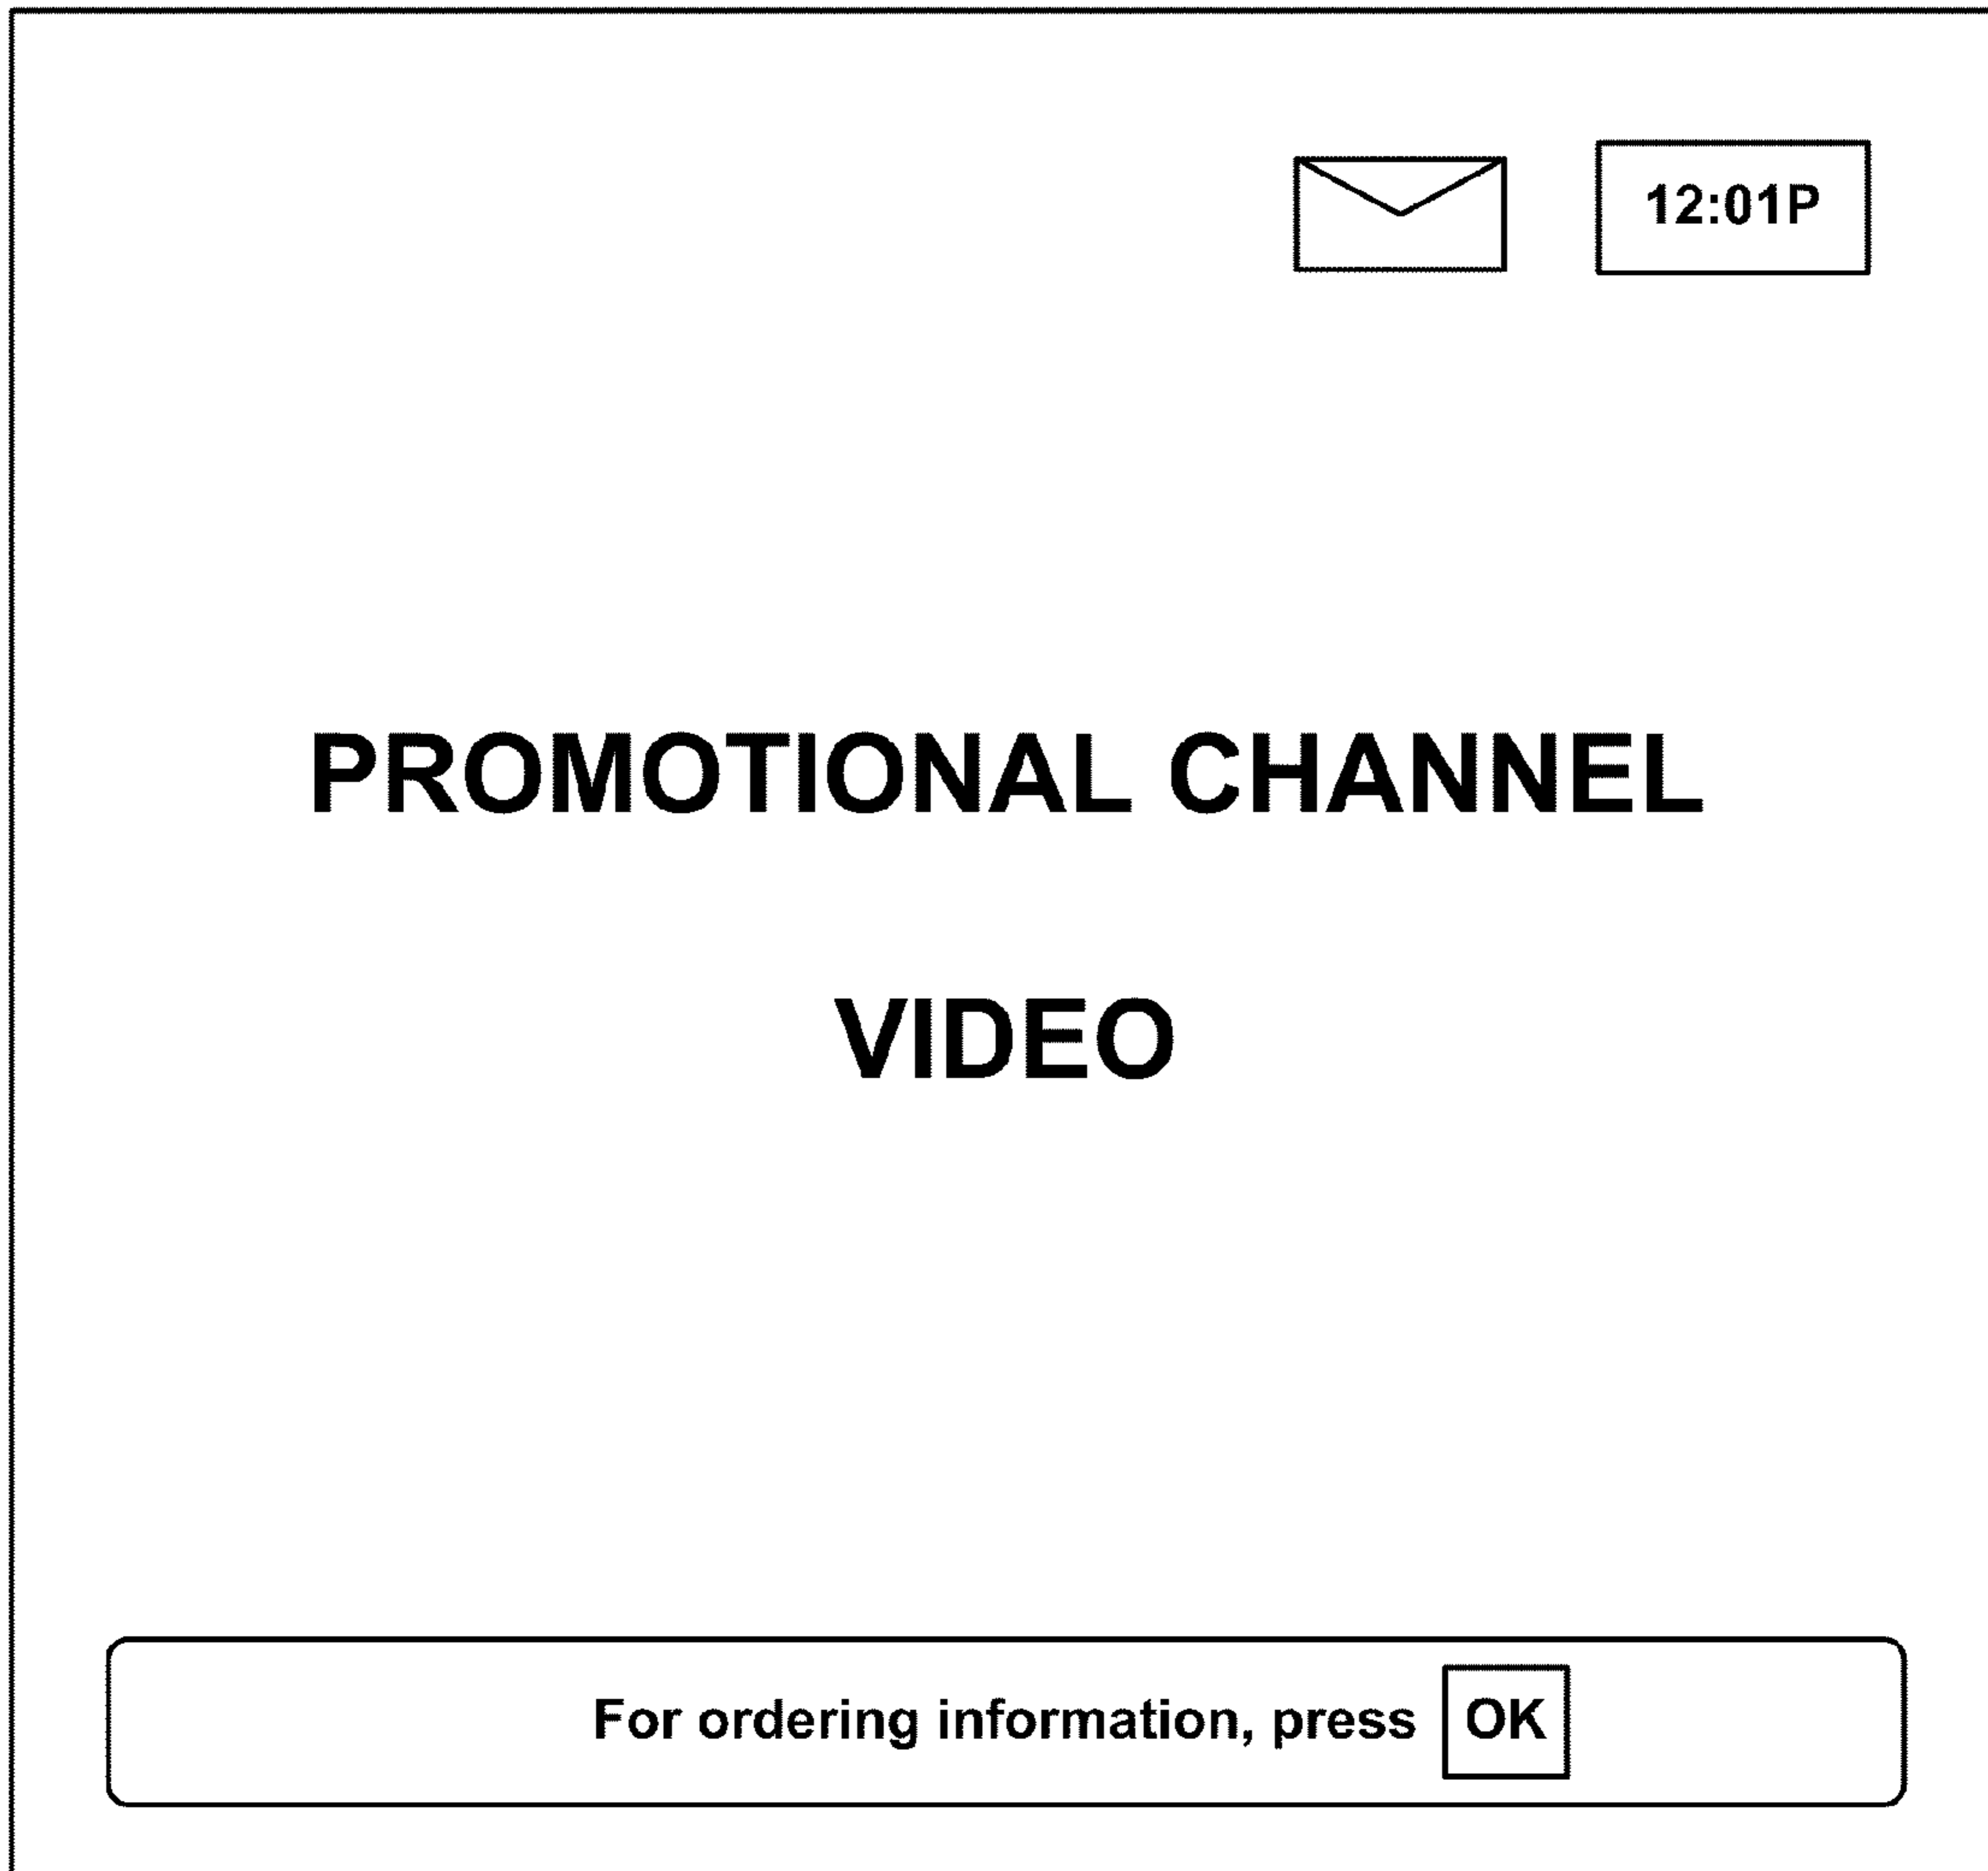 12:01P
PROMOTIONAL CHANNEL
VIDEO
For ordering information, press OK